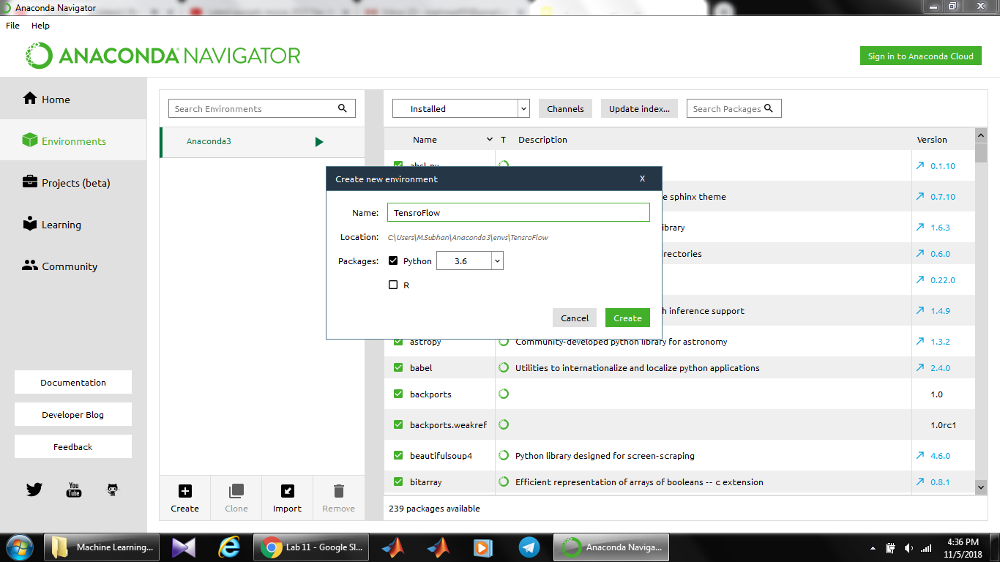 Anaconda Navigator
File Help
ANACONDA NAVIGATOR
Sign in to Anaconda Cloud
Home
Environments
Projects (beta)
Learning
Community
Documentation
Developer Blog
Feedback
You Tube
Search Environments
Anaconda3
Create Clone Import Remove
Installed Channels Update index... Search Packages
Name T Description Version
0.1.10
e sphinx theme 0.7.10
ibrary 1.6.3
irectories 0.6.0
0.22.0
h inference support 1.4.9
astropy Community-developed python library for astronomy 1.3.2
babel Utilities to internationalize and localize python applications 2.4.0
backports 1.0
backports.weakref 1.0rc1
beautifulsoup4 Python library designed for screen-scraping 4.6.0
bitarray Efficient representation of arrays of booleans -- c extension 0.8.1
239 packages available
Create new environment X
Name: TensroFlow
Location: C:\Users\M.Subhan\Anaconda3\envs\TensroFlow
Packages: Python 3.6
R
Cancel Create
Machine Learning... Lab 11 - Google Sl... Anaconda Naviga...
4:36 PM
11/5/2018